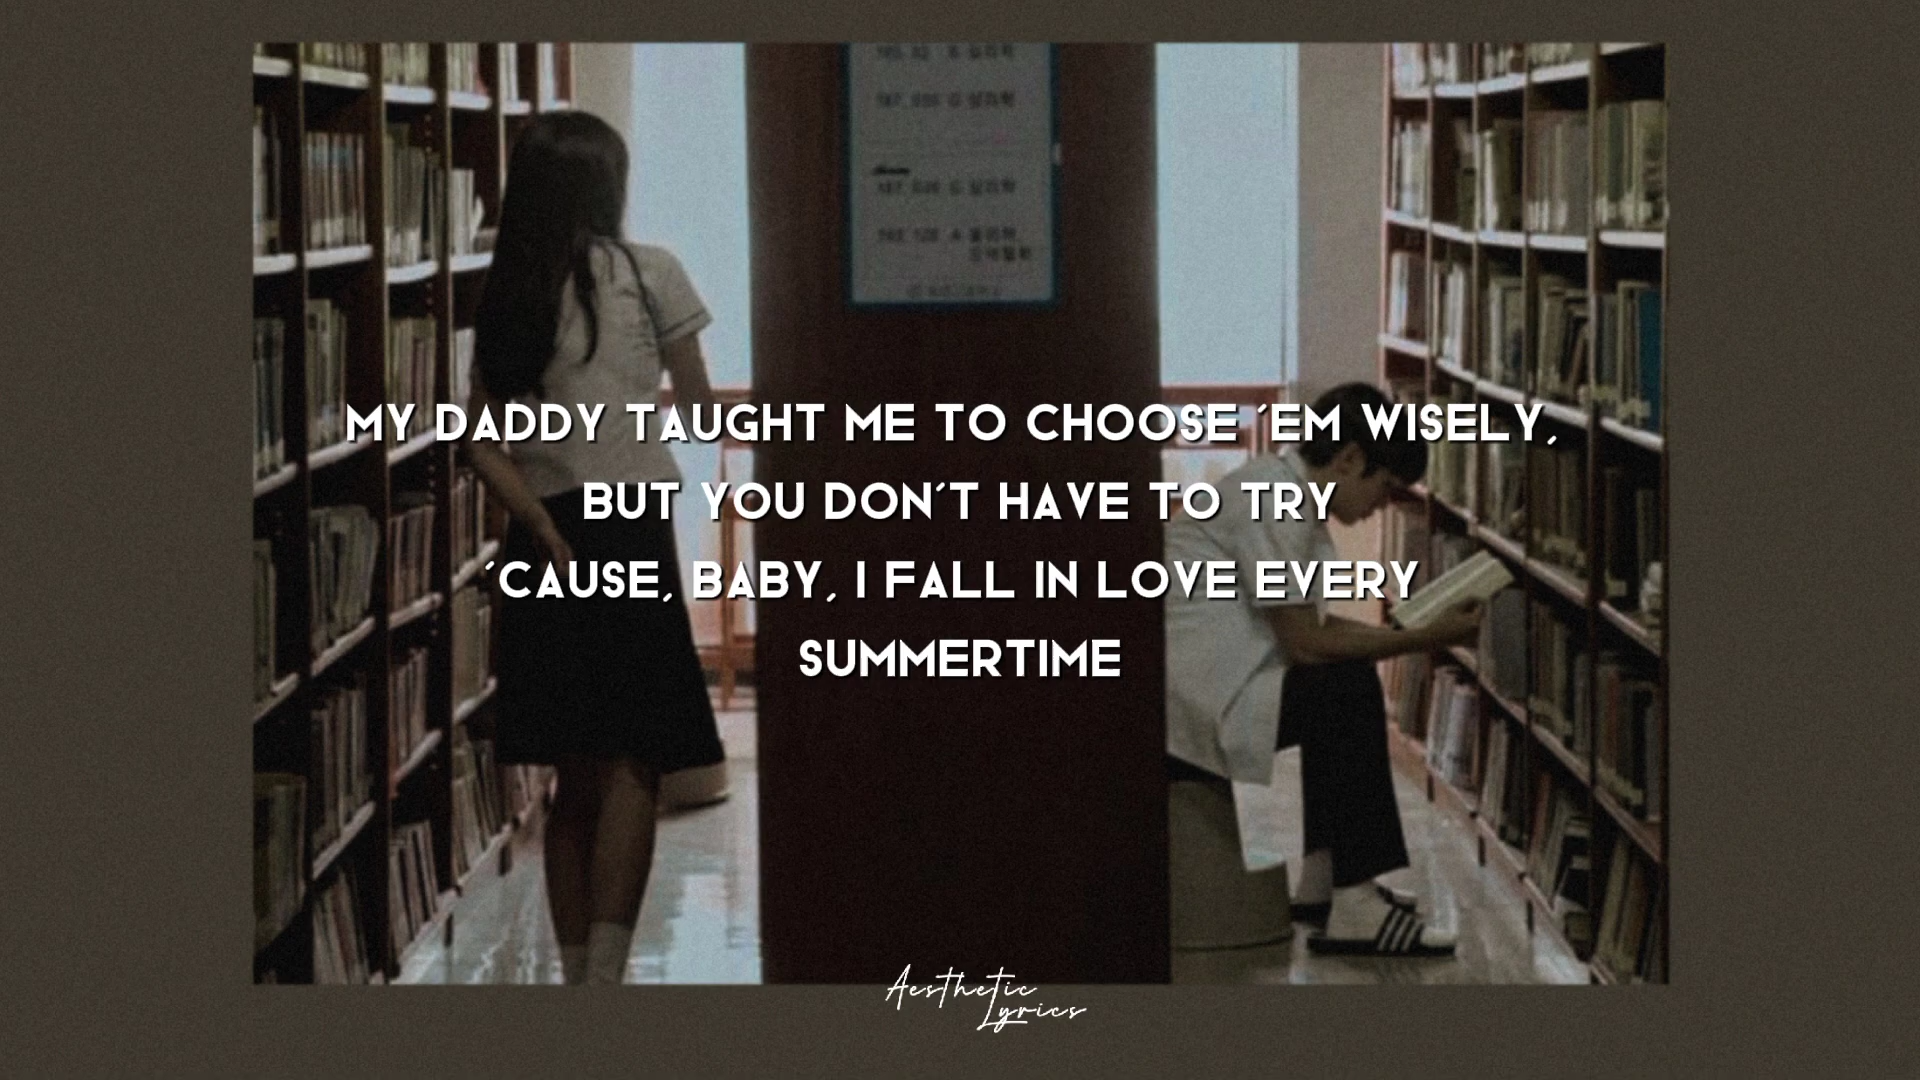 MY DADDY TAUGHT ME TO CHOOSE 'EM WISELY,
BUT YOU DON'T HAVE TO TRY
'CAUSE, BABY, I FALL IN LOVE EVERY
SUMMERTIME
Aesthetic
Lyrics